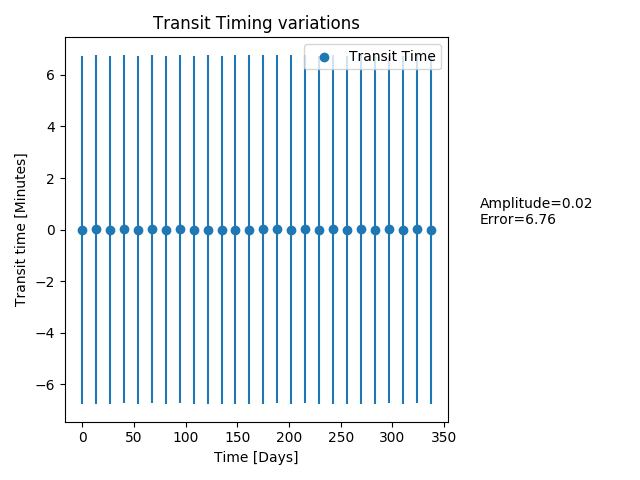 Transit Timing variations
Transit Time
6
4
2
0
−2
−4
−6
Transit time [Minutes]
Amplitude=0.02
Error=6.76
0 50 100 150 200 250 300 350
Time [Days]